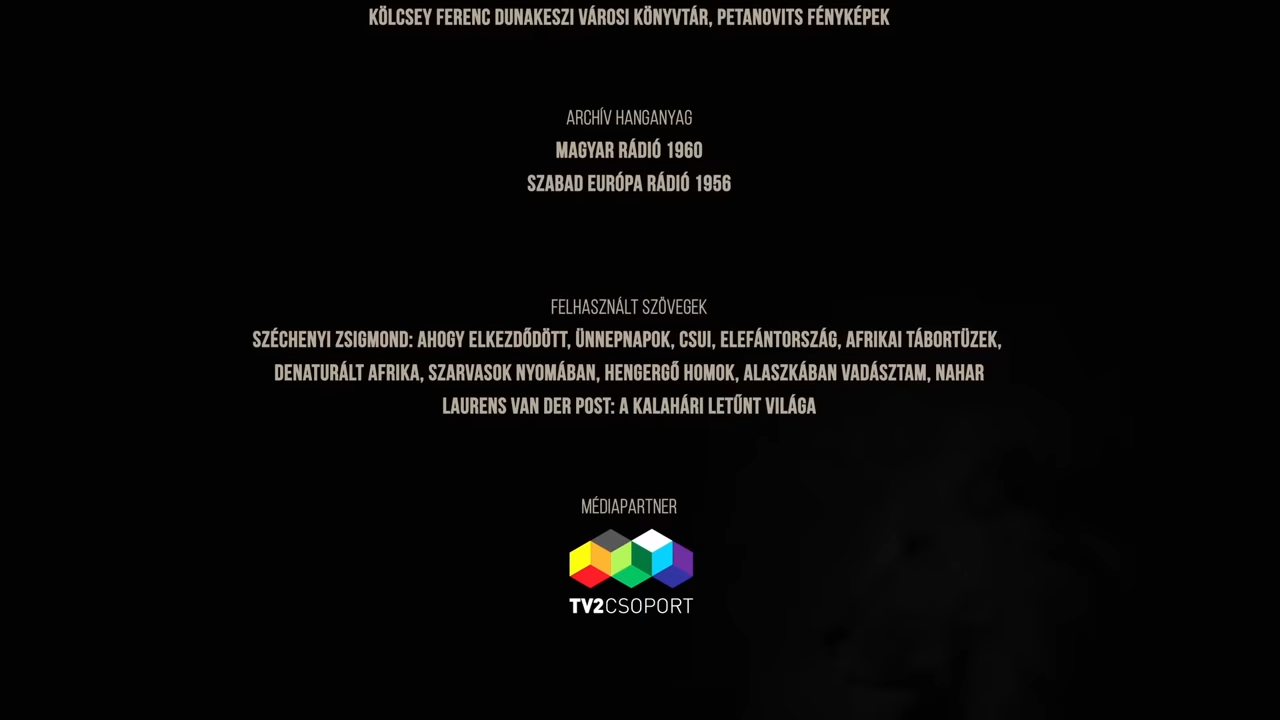 KÖLCSEY FERENC DUNAKESZI VÁROSI KÖNYVTÁR, PETANOVITS FÉNYKÉPEK
ARCHÍV HANGANYAG
MAGYAR RÁDIÓ 1960
SZABAD EURÓPA RÁDIÓ 1956
FELHASZNÁLT SZÖVEGEK
SZÉCHENYI ZSIGMOND: AHOGY ELKEZDŐDÖTT, ÜNNEPNAPOK, CSUI, ELEFÁNTORSZÁG, AFRIKAI TÁBORTÜZEK,
DENATURÁLT AFRIKA, SZARVASOK NYOMÁBAN, HENGERGŐ HOMOK, ALASZKÁBAN VADÁSZTAM, NAHAR
LAURENS VAN DER POST: A KALAHÁRI LETŰNT VILÁGA
MÉDIAPARTNER
TV2CSOPORT